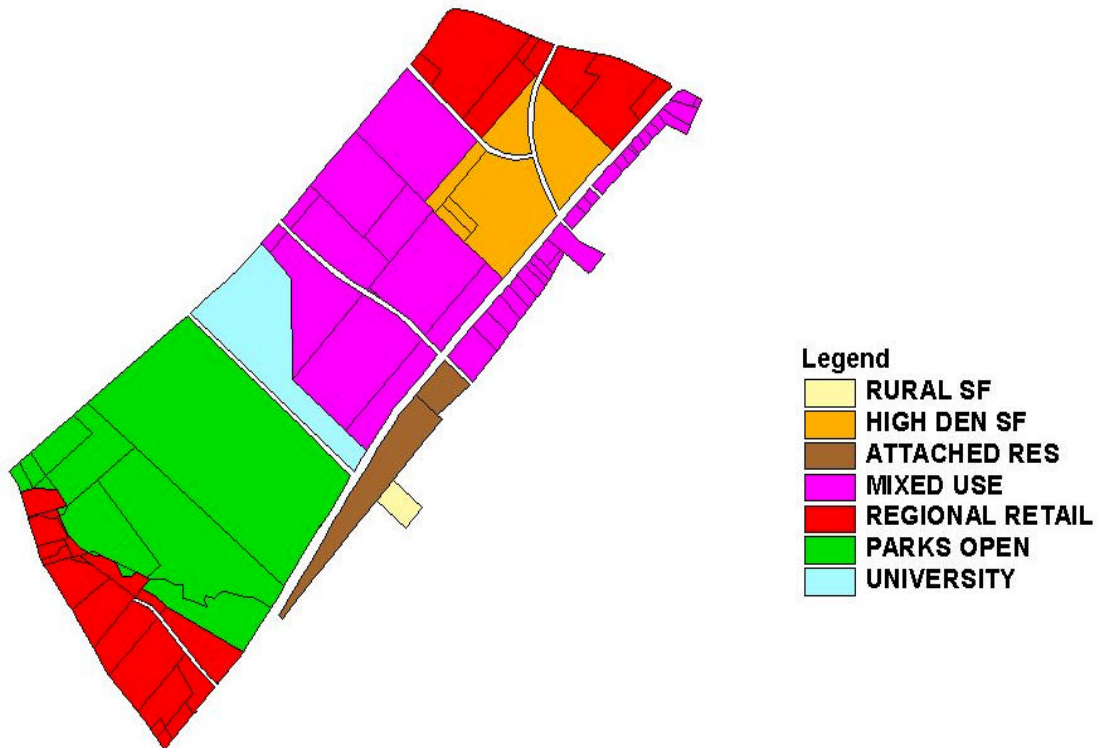 Legend
RURAL SF
HIGH DEN SF
ATTACHED RES
MIXED USE
REGIONAL RETAIL
PARKS OPEN
UNIVERSITY